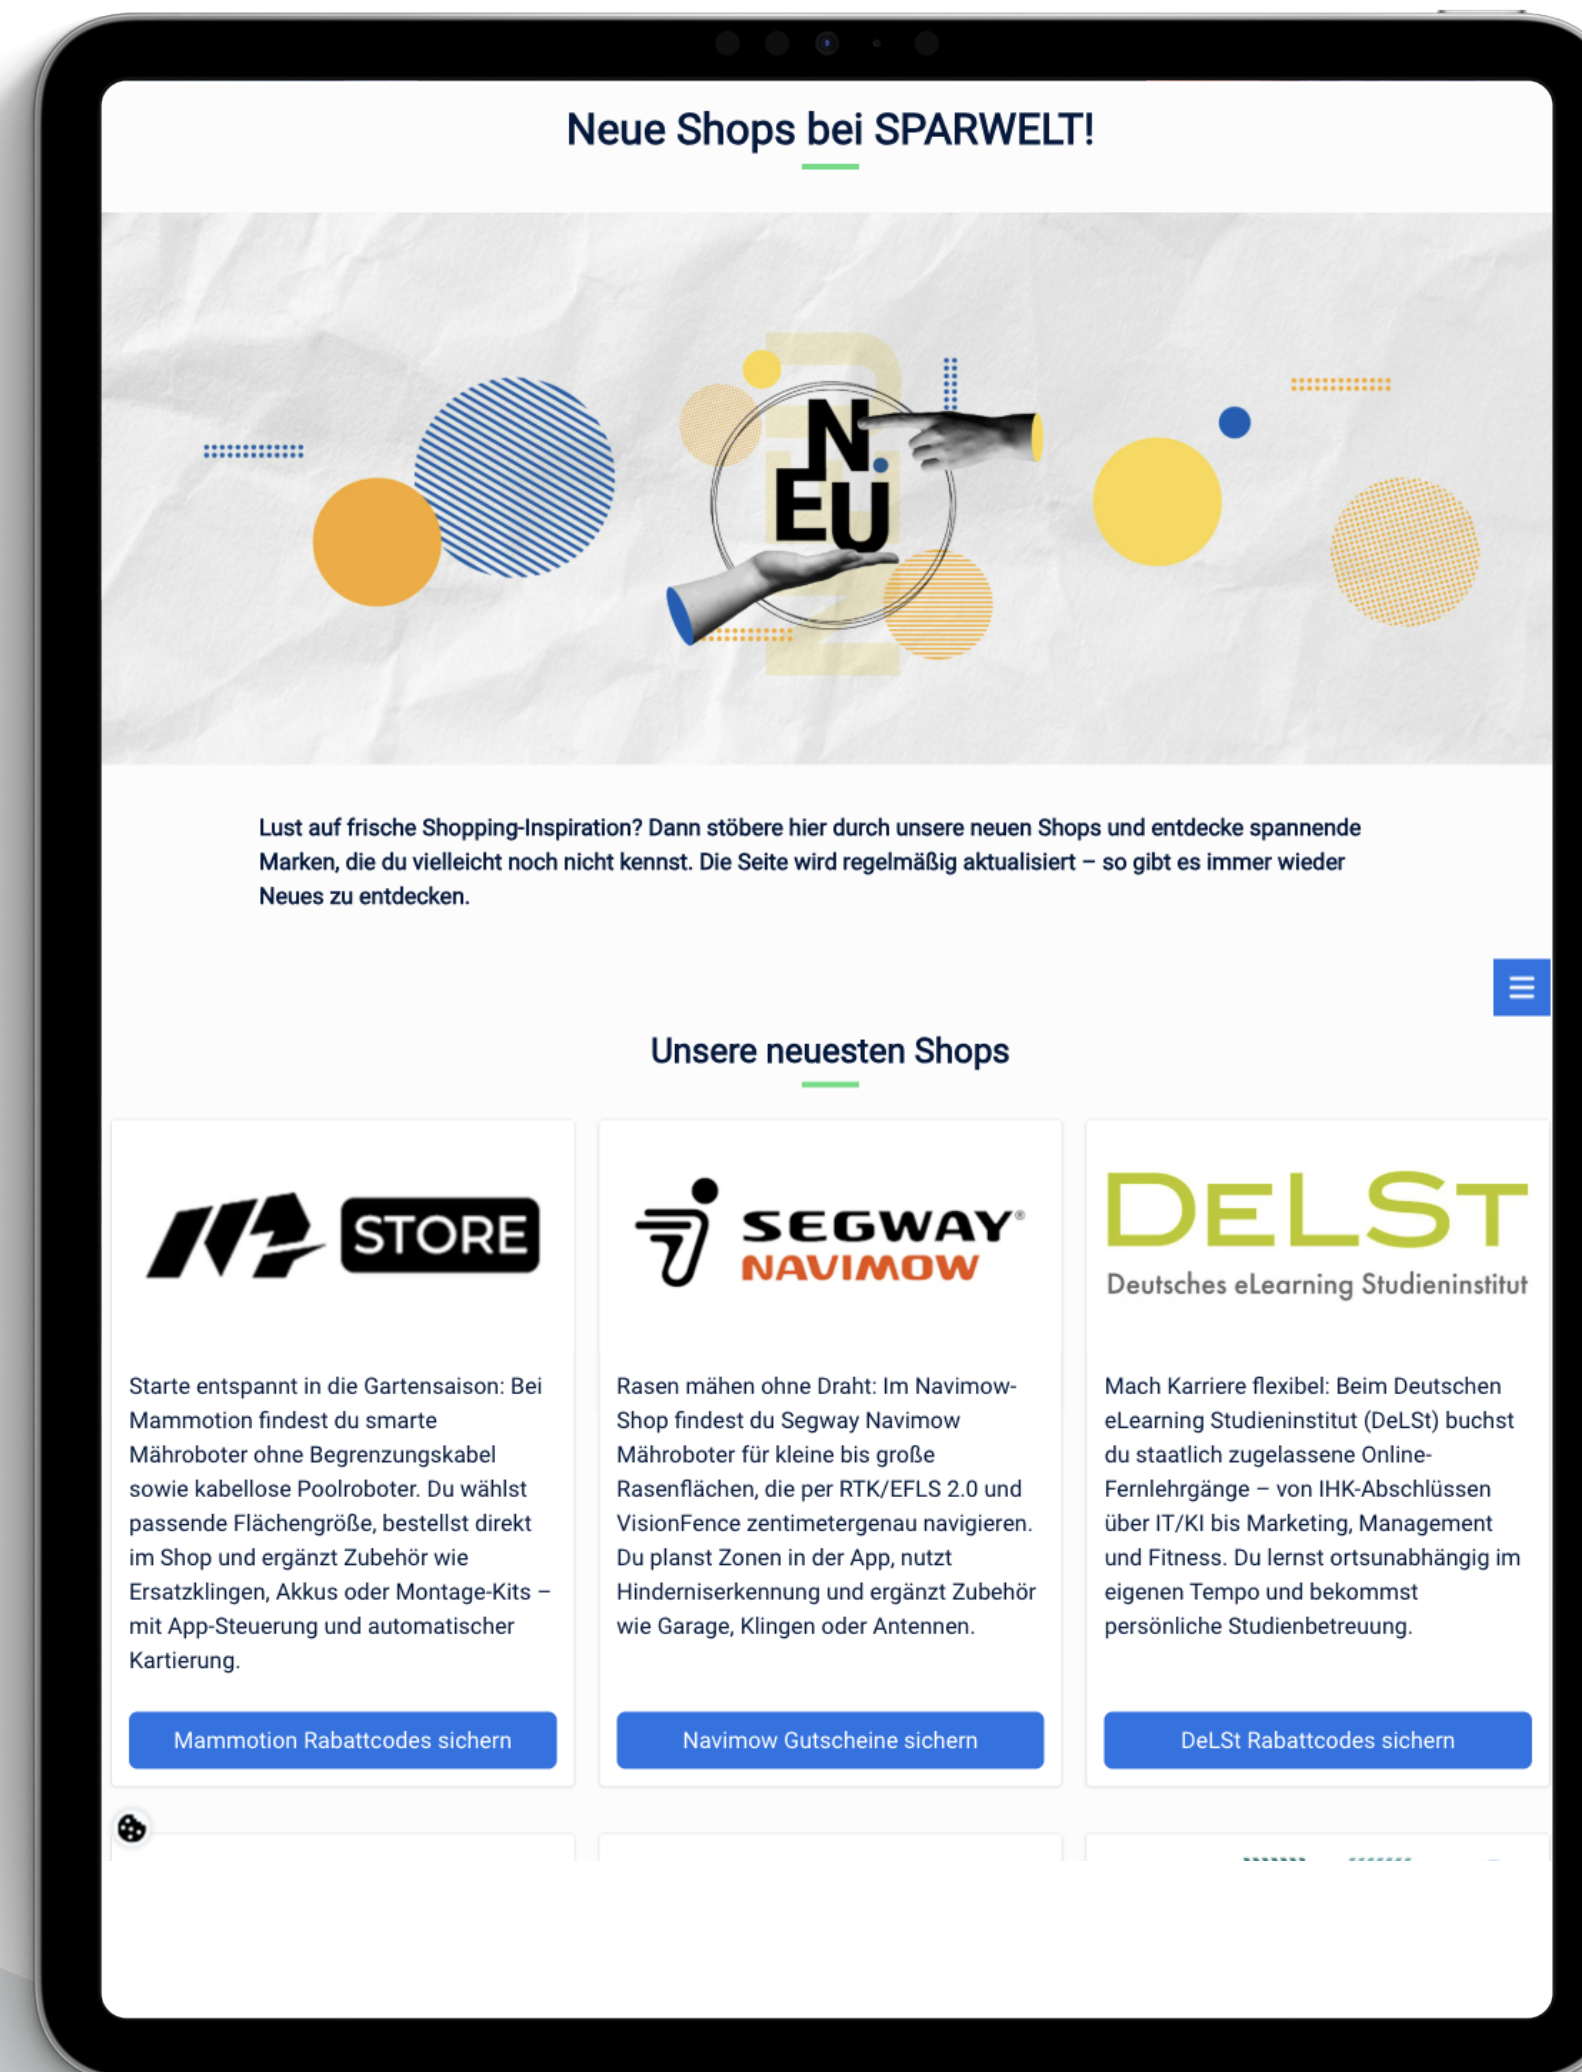 Neue Shops bei SPARWELT!
N
EU
Lust auf frische Shopping-Inspiration? Dann stöbere hier durch unsere neuen Shops und entdecke spannende
Marken, die du vielleicht noch nicht kennst. Die Seite wird regelmäßig aktualisiert – so gibt es immer wieder
Neues zu entdecken.
Unsere neuesten Shops
STORE
Starte entspannt in die Gartensaison: Bei
Mammotion findest du smarte
Mähroboter ohne Begrenzungskabel
sowie kabellose Poolroboter. Du wählst
passende Flächengröße, bestellst direkt
im Shop und ergänzt Zubehör wie
Ersatzklingen, Akkus oder Montage-Kits –
mit App-Steuerung und automatischer
Kartierung.
Mammotion Rabattcodes sichern
SEGWAY®
NAVIMOW
Rasen mähen ohne Draht: Im Navimow-
Shop findest du Segway Navimow
Mähroboter für kleine bis große
Rasenflächen, die per RTK/EFLS 2.0 und
VisionFence zentimetergenau navigieren.
Du planst Zonen in der App, nutzt
Hinderniserkennung und ergänzt Zubehör
wie Garage, Klingen oder Antennen.
Navimow Gutscheine sichern
DELST
Deutsches eLearning Studieninstitut
Mach Karriere flexibel: Beim Deutschen
eLearning Studieninstitut (DeLSt) buchst
du staatlich zugelassene Online-
Fernlehrgänge – von IHK-Abschlüssen
über IT/KI bis Marketing, Management
und Fitness. Du lernst ortsunabhängig im
eigenen Tempo und bekommst
persönliche Studienbetreuung.
DeLSt Rabattcodes sichern